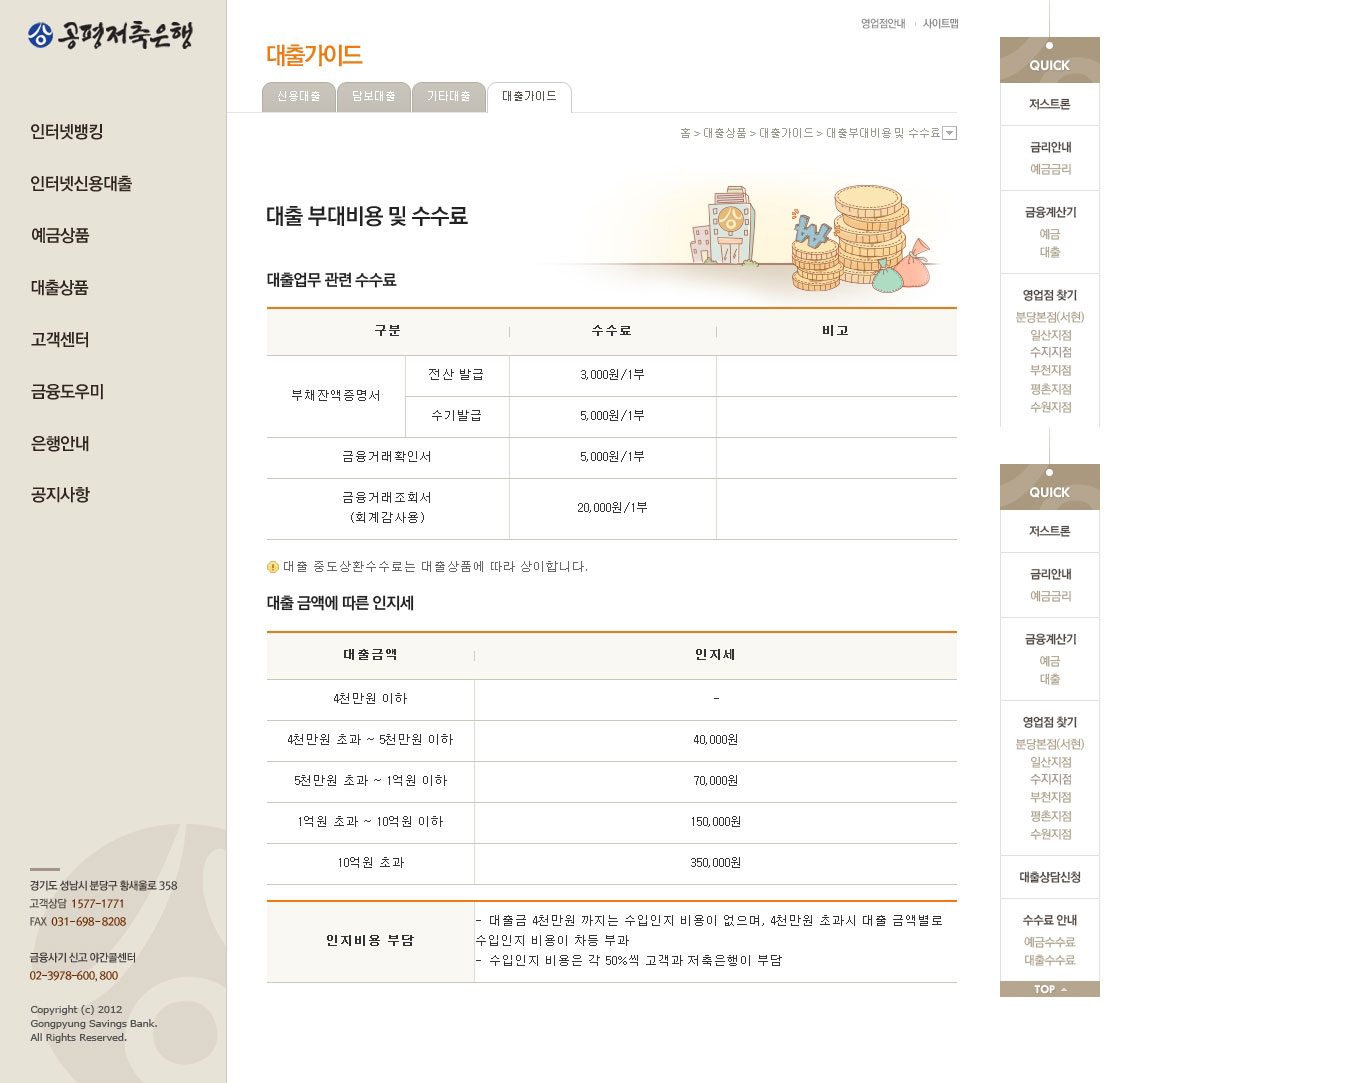 공평저축은행
인터넷뱅킹
인터넷신용대출
예금상품
대출상품
고객센터
금융도우미
은행안내
공지사항
경기도 성남시 분당구 황새울로 358
고객상담 1577-1771
FAX 031-698-8208
금융사기 신고 야간콜센터
02-3978-600, 800
Copyright (c) 2012
Gongpyung Savings Bank.
All Rights Reserved.
영업점안내 사이트맵
대출가이드
신용대출 담보대출 기타대출 대출가이드
홈 > 대출상품 > 대출가이드 > 대출부대비용 및 수수료
대출 부대비용 및 수수료
대출업무 관련 수수료
구분 수수료 비고
부채잔액증명서 전산 발급 3,000원/1부
수기발급 5,000원/1부
금융거래확인서 5,000원/1부
금융거래조회서
(회계감사용) 20,000원/1부
대출 중도상환수수료는 대출상품에 따라 상이합니다.
대출 금액에 따른 인지세
대출금액 인지세
4천만원 이하 -
4천만원 초과 ~ 5천만원 이하 40,000원
5천만원 초과 ~ 1억원 이하 70,000원
1억원 초과 ~ 10억원 이하 150,000원
10억원 초과 350,000원
인지비용 부담
- 대출금 4천만원 까지는 수입인지 비용이 없으며, 4천만원 초과시 대출 금액별로
수입인지 비용이 차등 부과
- 수입인지 비용은 각 50%씩 고객과 저축은행이 부담
QUICK
저스트론
금리안내
예금금리
금융계산기
예금
대출
영업점 찾기
분당본점(서현)
일산지점
수지지점
부천지점
평촌지점
수원지점
QUICK
저스트론
금리안내
예금금리
금융계산기
예금
대출
영업점 찾기
분당본점(서현)
일산지점
수지지점
부천지점
평촌지점
수원지점
대출상담신청
수수료 안내
예금수수료
대출수수료
TOP